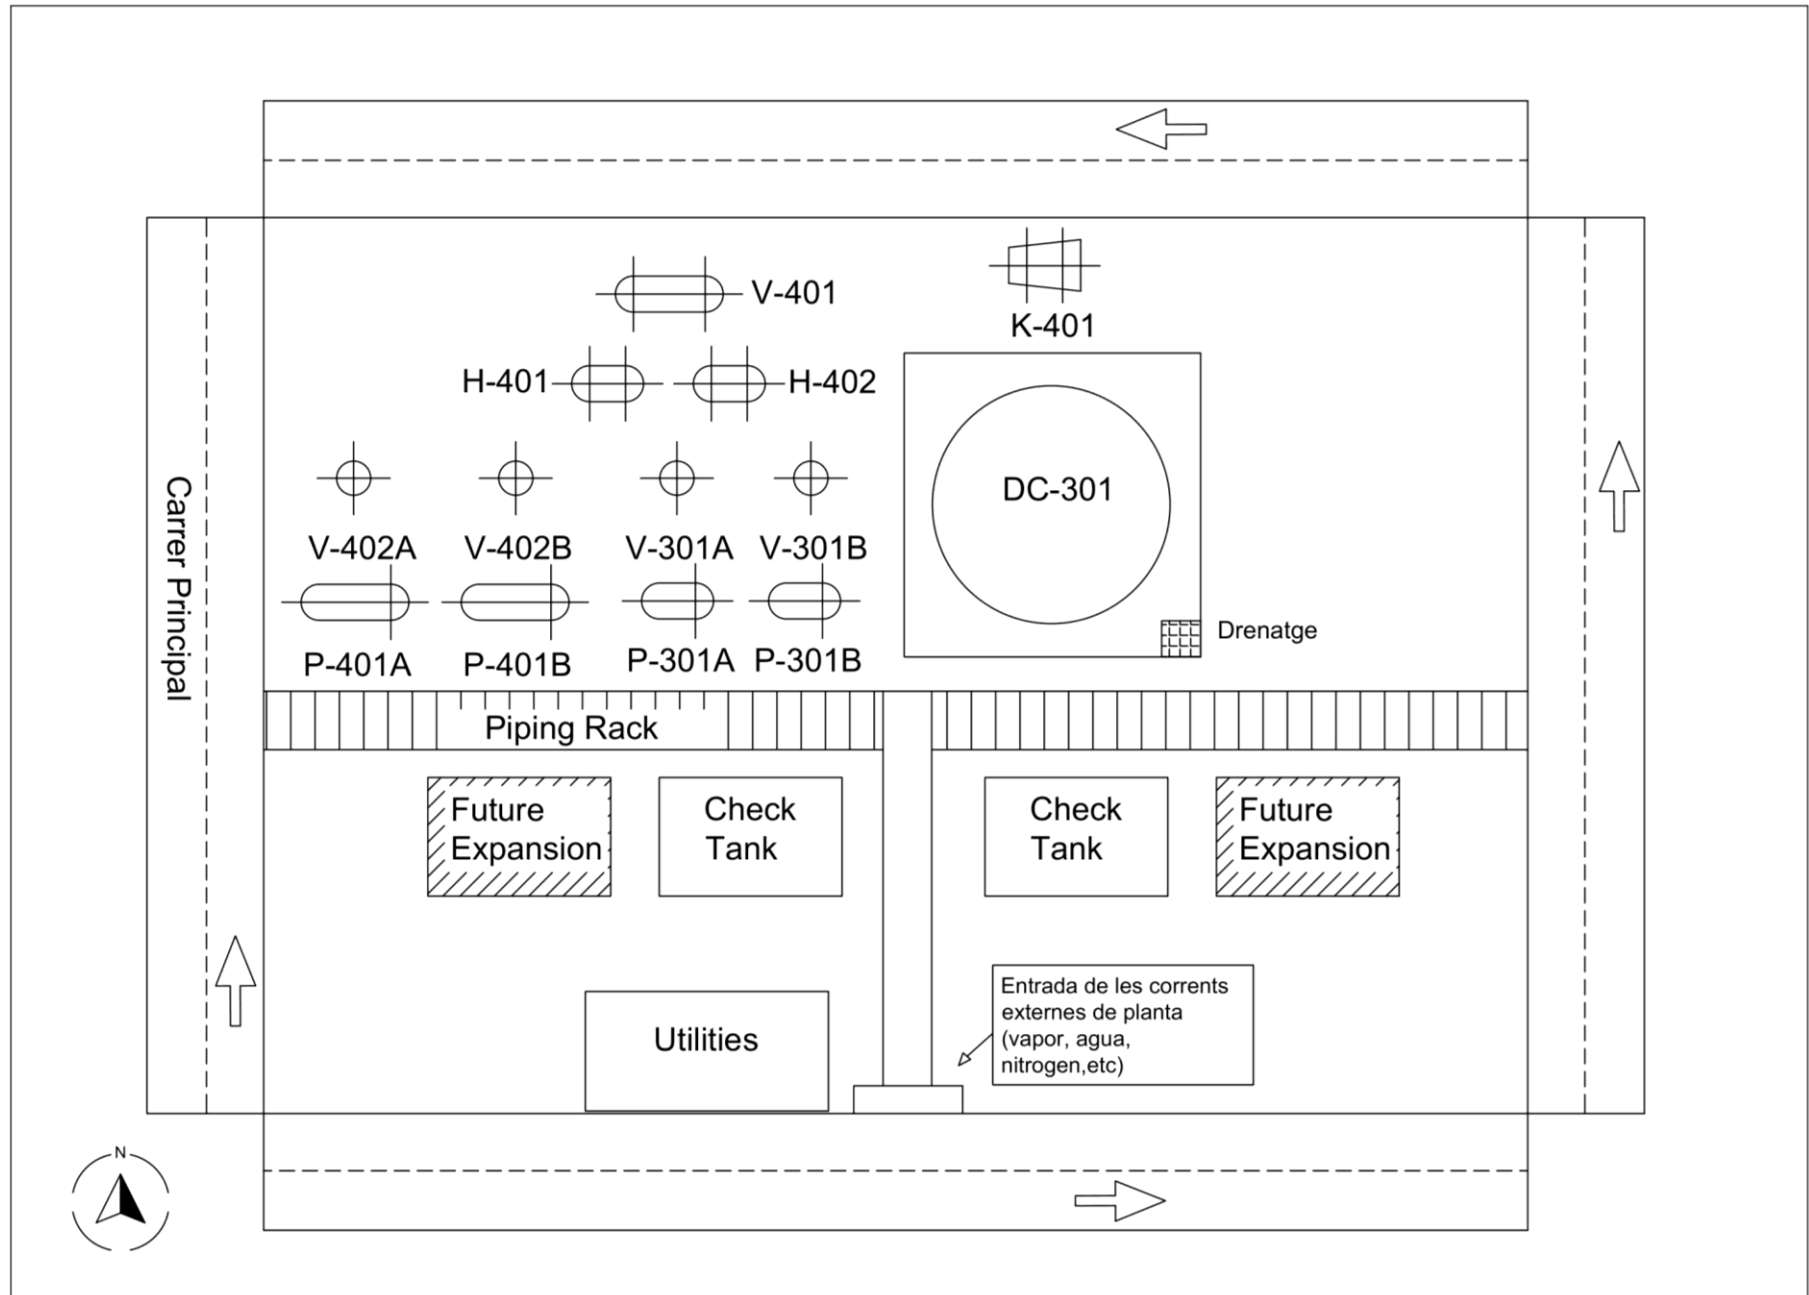 V-401
K-401
H-401
H-402
DC-301
V-402A
V-402B
V-301A
V-301B
Carrer Principal
P-401A
P-401B
P-301A
P-301B
Drenatge
Piping Rack
Future
Expansion
Check
Tank
Check
Tank
Future
Expansion
Entrada de les corrents
externes de planta
(vapor, agua,
nitrogen,etc)
Utilities
N